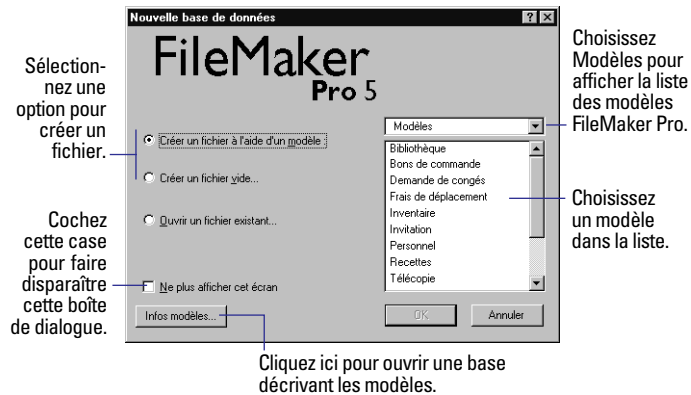 Nouvelle base de données
FileMaker
Pro 5
Sélection-
nez une
option pour
créer un
fichier.
Choisissez
Modèles pour
afficher la liste
des modèles
FileMaker Pro.
Modèles
Créer un fichier à l'aide d'un modèle :
Créer un fichier vide...
Ouvrir un fichier existant...
Bibliothèque
Bons de commande
Demande de congés
Frais de déplacement
Inventaire
Invitation
Personnel
Recettes
Télécopie
Choisissez
un modèle
dans la liste.
Cochez
cette case
pour faire
disparaître
cette boîte
de dialogue.
Ne plus afficher cet écran
Infos modèles...
OK
Annuler
Cliquez ici pour ouvrir une base
décrivant les modèles.